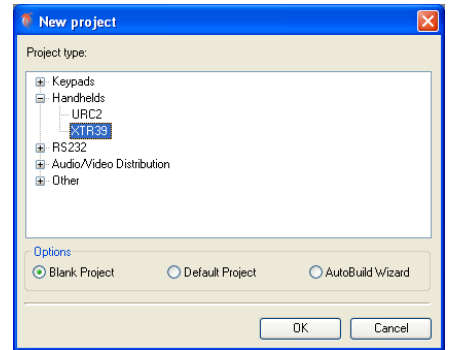 New project
Project type:
Keypads
Handhelds
URC2
XTR39
RS232
Audio/Video Distribution
Other
Options
Blank Project Default Project AutoBuild Wizard
OK Cancel